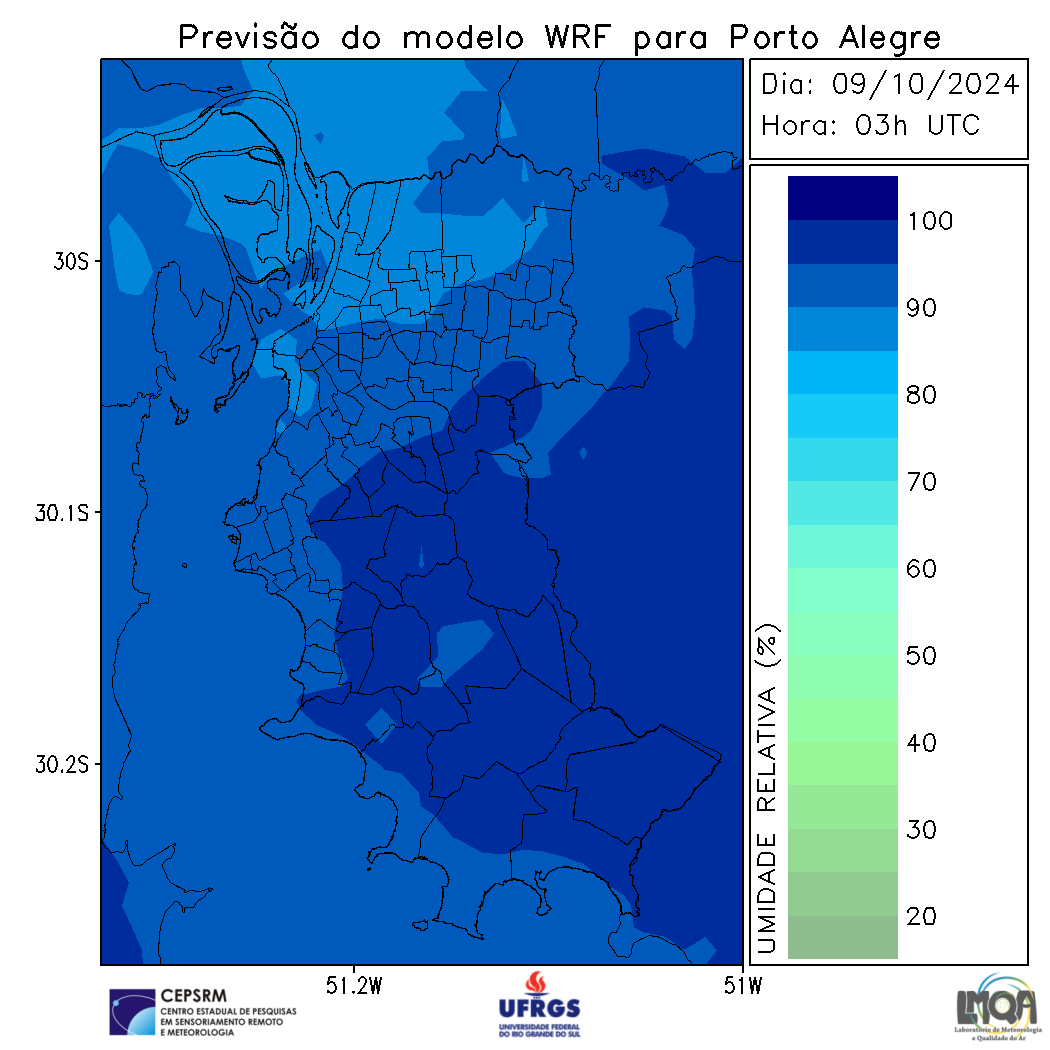 Previsão do modelo WRF para Porto Alegre
Dia: 09/10/2024
Hora: 03h UTC
30S
30.1S
30.2S
51.2W
51W
100
90
80
70
60
50
40
30
20
UMIDADE RELATIVA (%)
CEPSRM
CENTRO ESTADUAL DE PESQUISAS
EM SENSORIAMENTO REMOTO
E METEOROLOGIA
UFRGS
UNIVERSIDADE FEDERAL
DO RIO GRANDE DO SUL
LMQA
Laboratório de Meteorologia
e Qualidade do Ar